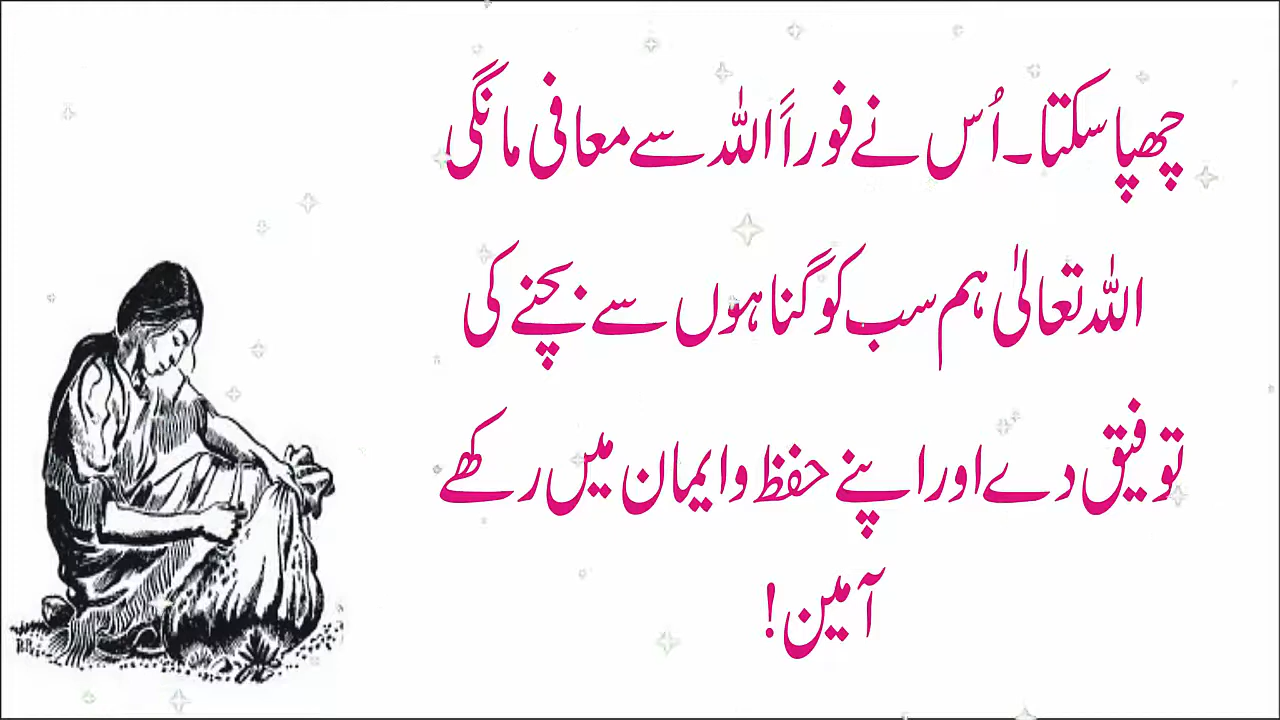 چھپا سکتا۔ اُس نے فوراً اللہ سے معافی مانگی
اللہ تعالیٰ ہم سب کو گناہوں سے بچنے کی
توفیق دے اور اپنے حفظ و ایمان میں رکھے
آمین!